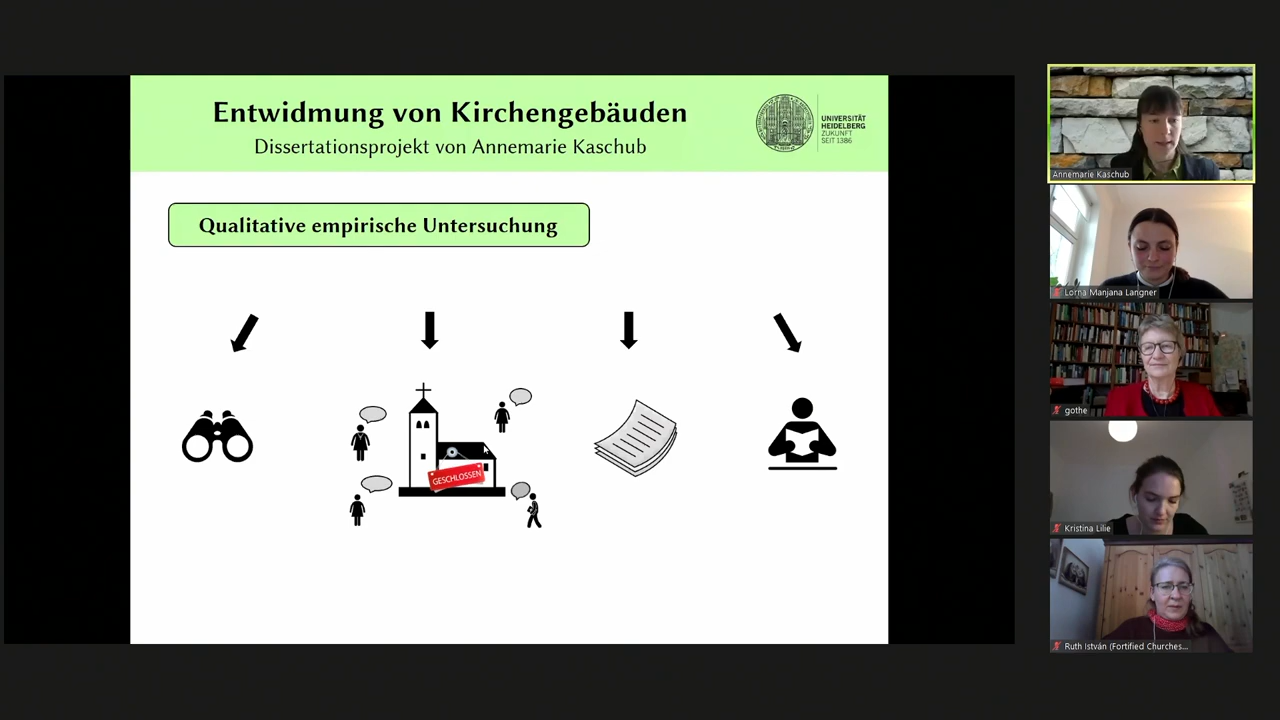 Entwidmung von Kirchengebäuden
Dissertationsprojekt von Annemarie Kaschub
UNIVERSITÄT
HEIDELBERG
ZUKUNFT
SEIT 1386
Qualitative empirische Untersuchung
GESCHLOSSEN
Annemarie Kaschub
Lorna Manjana Langner
gothe
Kristina Lilie
Ruth István (Fortified Churches...